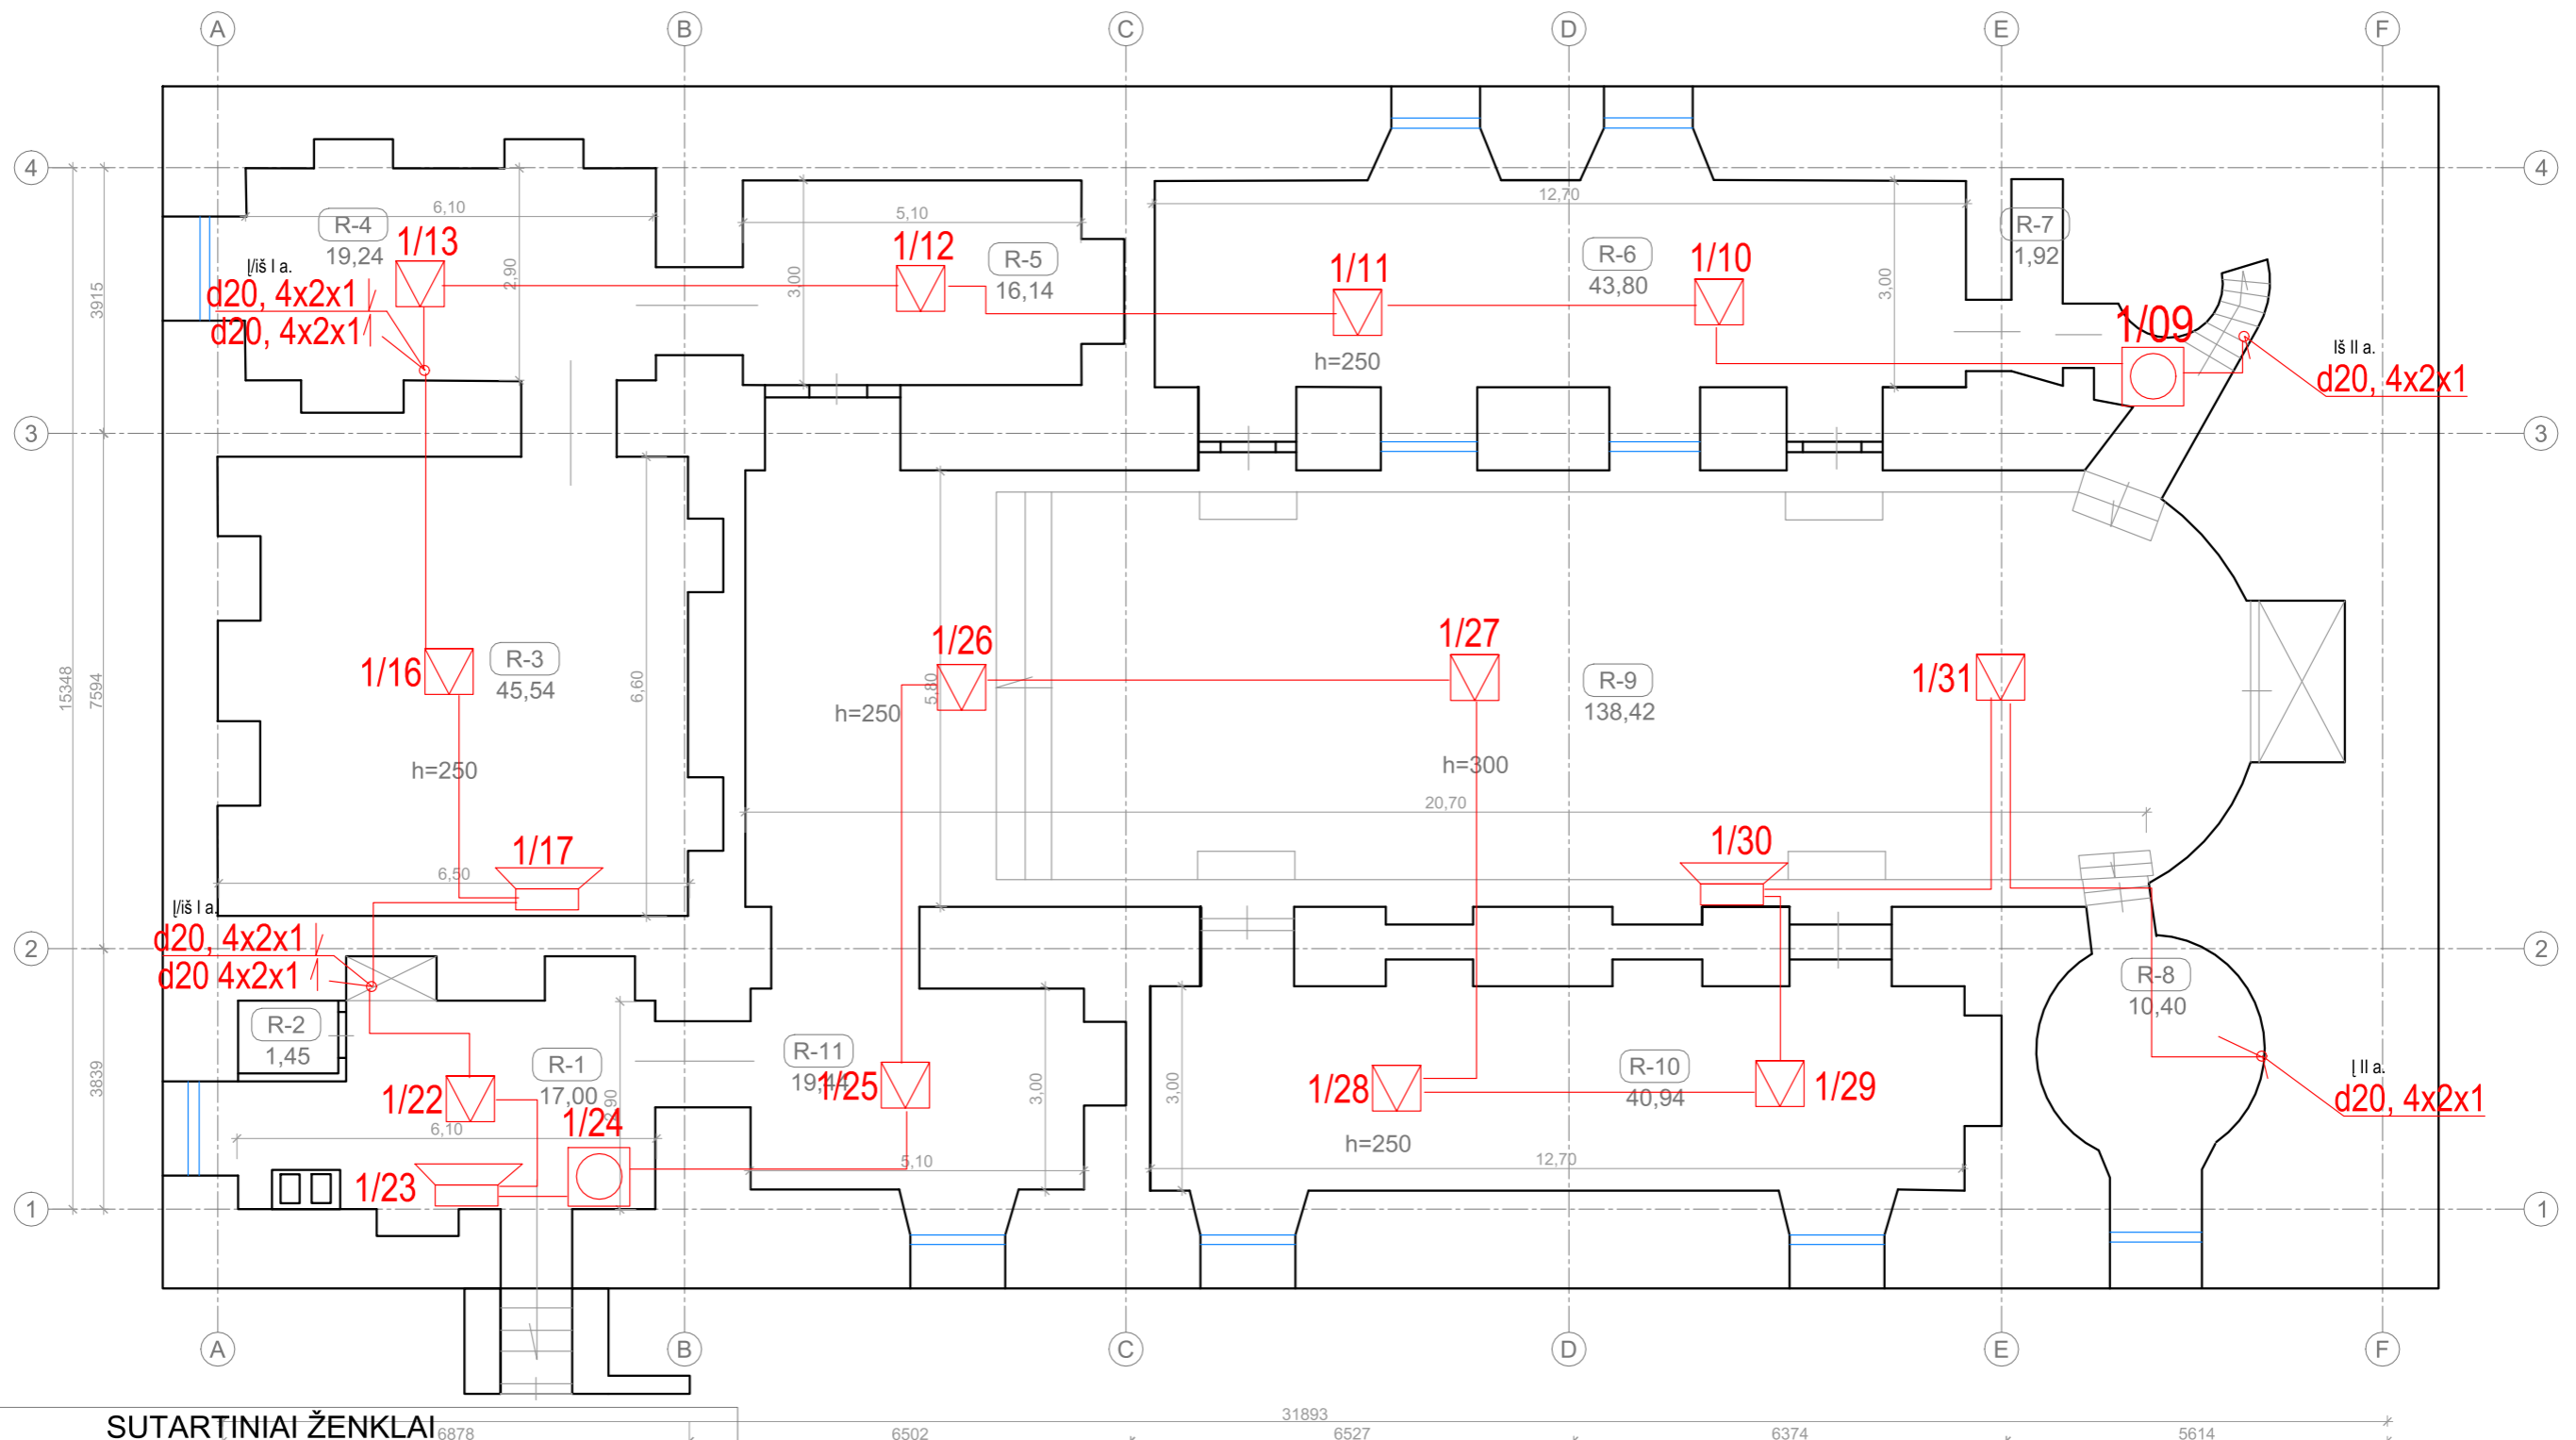 A B C D E F
4 4
12,70
6,10
5,10
R-4
19,24
R-7
1,92
1/13
1/12
R-5
16,14
R-6
43,80
1/10
1/11
Į/iš I a.
d20, 4x2x1
d20, 4x2x1
2,90
3,00
3,00
3915
1/09
h=250
Iš II a.
d20, 4x2x1
3 3
1/16
R-3
45,54
6,60
1/26
1/27
R-9
138,42
1/31
15348
7594
5,80
h=250
h=250
h=300
20,70
1/17
1/30
6,50
Į/iš I a.
d20, 4x2x1
d20 4x2x1
2 2
R-8
10,40
R-2
1,45
R-1
17,00
R-11
19,44
1/25
R-10
40,94
1/22
1/24
1/28
1/29
3839
3,00
3,00
Į II a.
d20, 4x2x1
6,10
h=250
5,10
12,70
1/23
1 1
A B C D E F
SUTARTINIAI ŽENKLAI
31893
6878 6502 6527 6374 5614